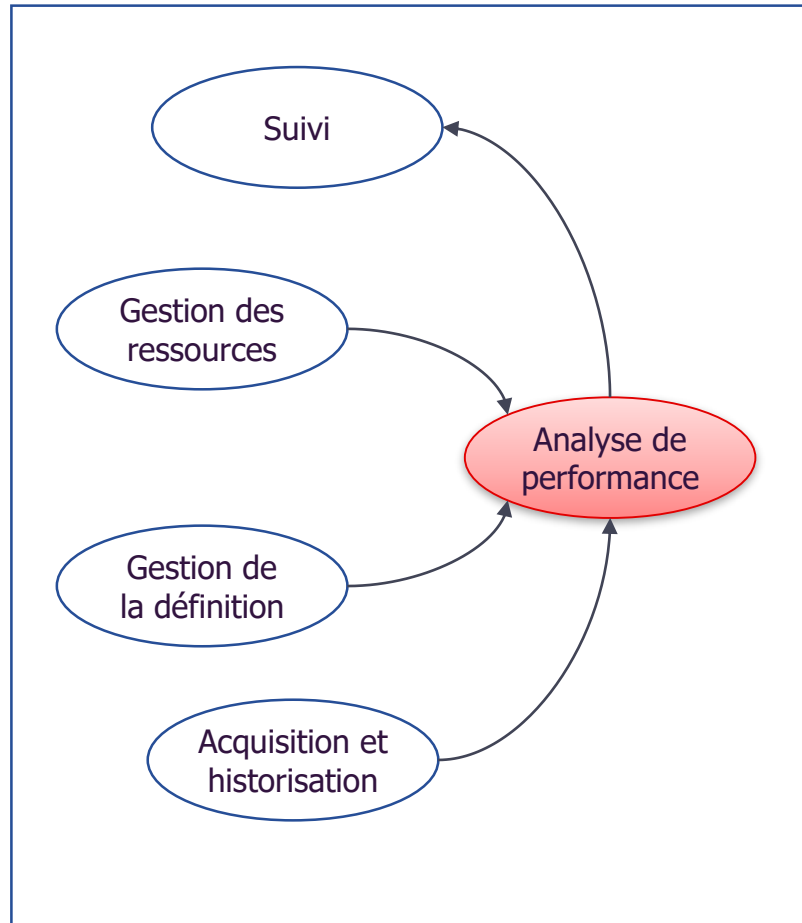 Suivi
Gestion des
ressources
Analyse de
performance
Gestion de
la définition
Acquisition et
historisation